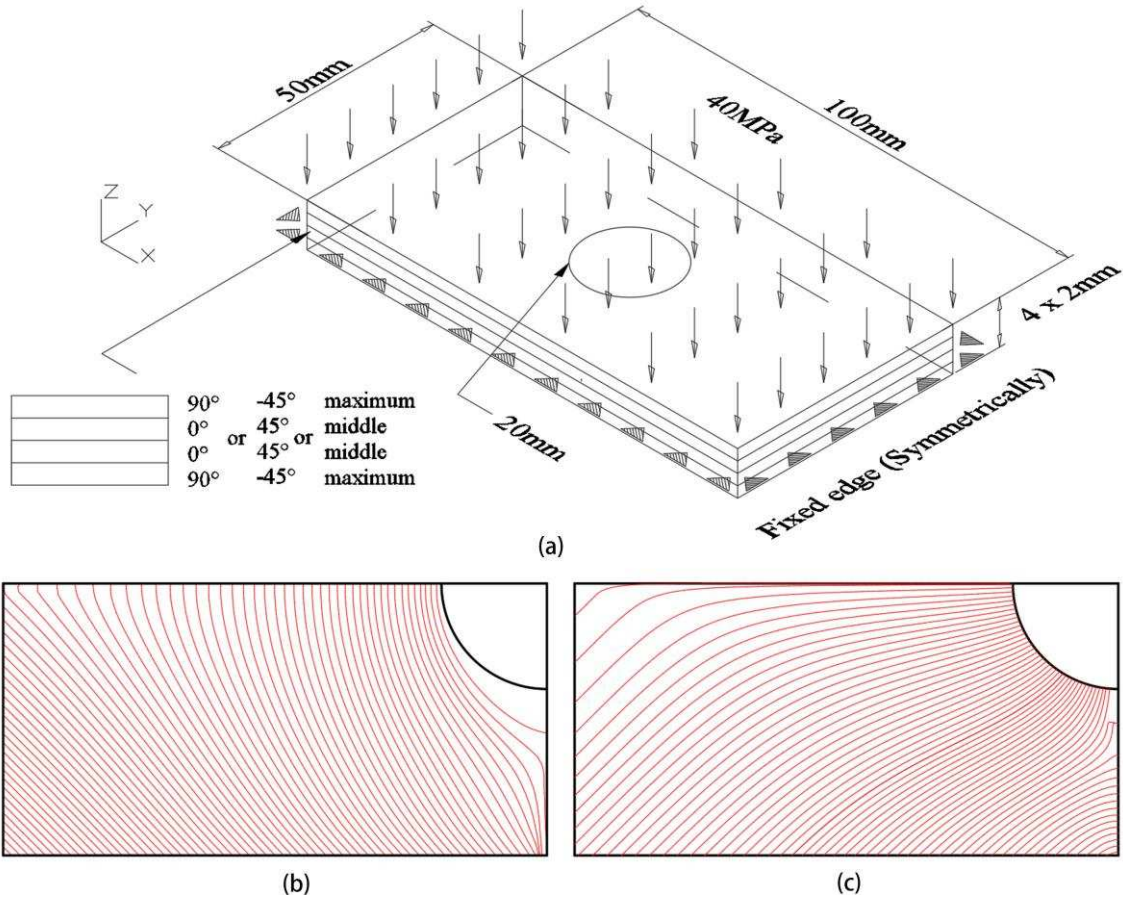 50mm
40MPa
100mm
Z
Y
X
4 x 2mm
20mm
Fixed edge (Symmetrically)
90° -45° maximum
0° or 45° or middle
0° 45° middle
90° -45° maximum
(a)
(b) (c)